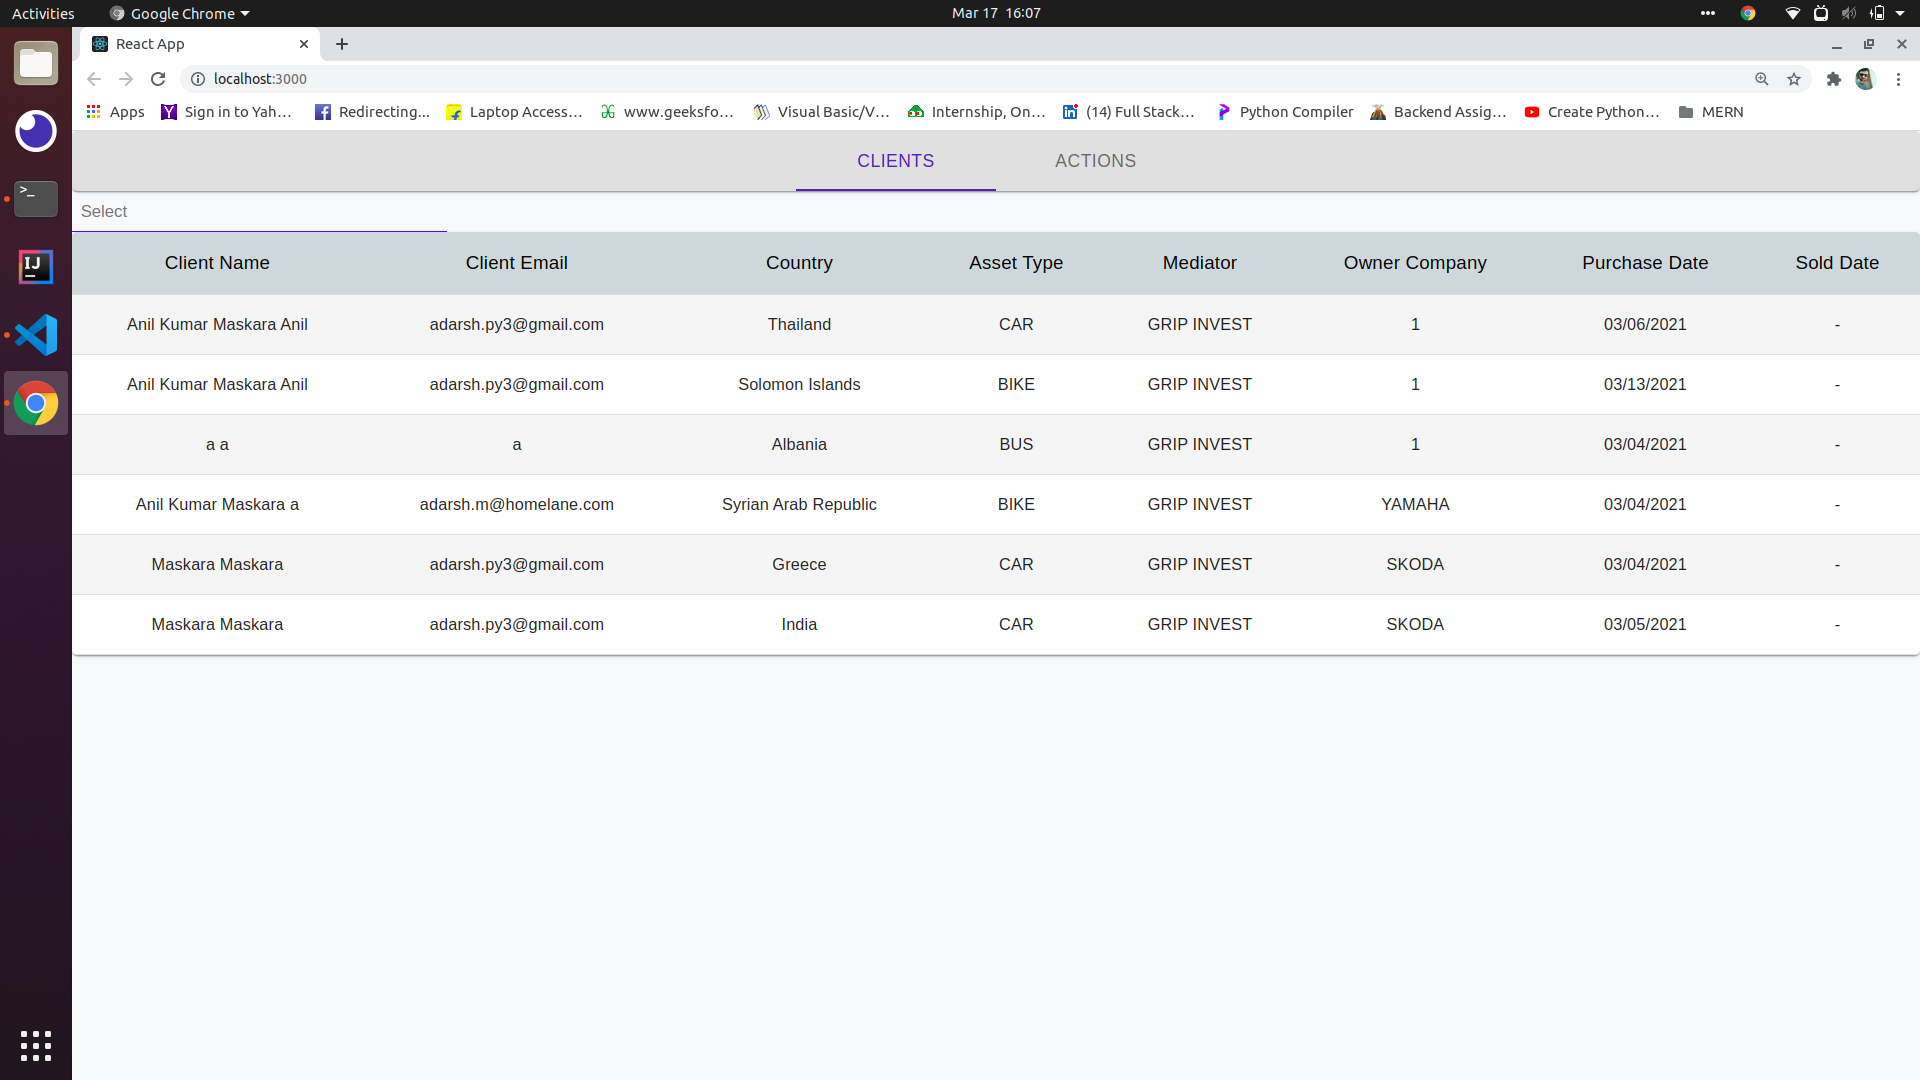 Activities Google Chrome Mar 17 16:07
React App
localhost:3000
Apps Sign in to Yah... Redirecting... Laptop Access... www.geeksfo... Visual Basic/V... Internship, On... (14) Full Stack... Python Compiler Backend Assig... Create Python... MERN
CLIENTS ACTIONS
Select
Client Name Client Email Country Asset Type Mediator Owner Company Purchase Date Sold Date
Anil Kumar Maskara Anil adarsh.py3@gmail.com Thailand CAR GRIP INVEST 1 03/06/2021 -
Anil Kumar Maskara Anil adarsh.py3@gmail.com Solomon Islands BIKE GRIP INVEST 1 03/13/2021 -
a a a Albania BUS GRIP INVEST 1 03/04/2021 -
Anil Kumar Maskara a adarsh.m@homelane.com Syrian Arab Republic BIKE GRIP INVEST YAMAHA 03/04/2021 -
Maskara Maskara adarsh.py3@gmail.com Greece CAR GRIP INVEST SKODA 03/04/2021 -
Maskara Maskara adarsh.py3@gmail.com India CAR GRIP INVEST SKODA 03/05/2021 -